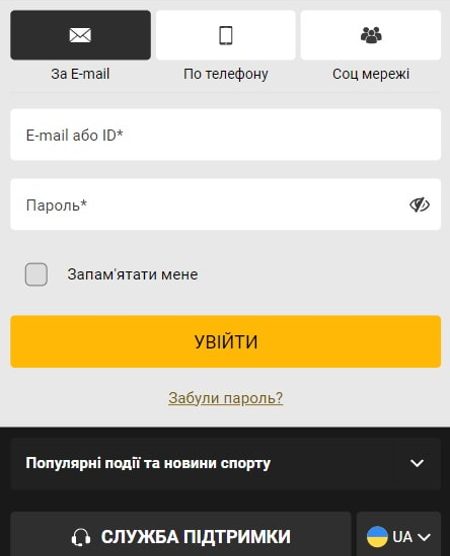 За E-mail
По телефону
Соц мережі
E-mail або ID*
Пароль*
Запам'ятати мене
УВІЙТИ
Забули пароль?
Популярні події та новини спорту
СЛУЖБА ПІДТРИМКИ
UA